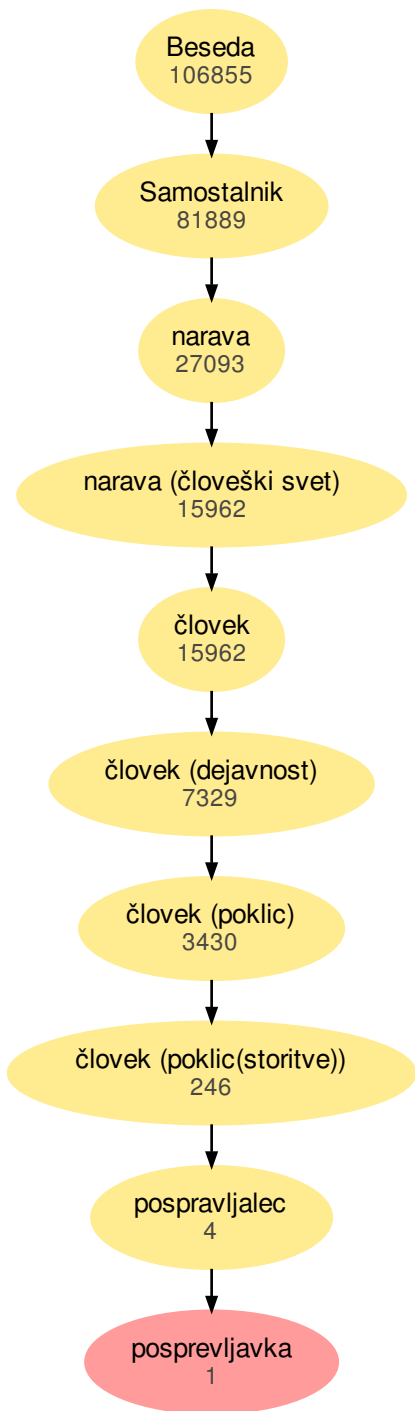 Beseda
106855
Samostalnik
81889
narava
27093
narava (človeški svet)
15962
človek
15962
človek (dejavnost)
7329
človek (poklic)
3430
človek (poklic(storitve))
246
pospravljalec
4
posprevljavka
1